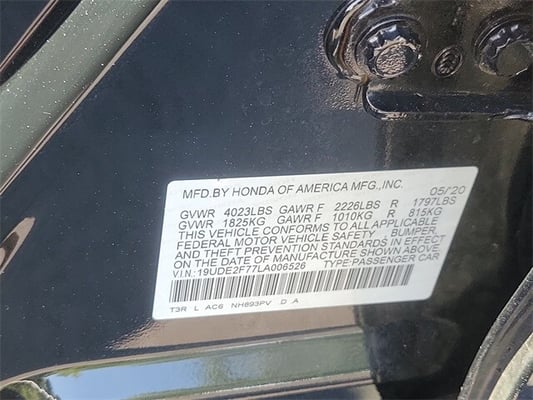 MFD.BY HONDA OF AMERICA MFG.,INC. 05/20
GVWR 4023LBS GAWR F 2226LBS R 1797LBS
GVWR 1825KG GAWR F 1010KG R 815KG
THIS VEHICLE CONFORMS TO ALL APPLICABLE
FEDERAL MOTOR VEHICLE SAFETY BUMPER,
AND THEFT PREVENTION STANDARDS IN EFFECT
ON THE DATE OF MANUFACTURE SHOWN ABOVE.
V.I.N.:19UDE2F77LA006526 TYPE:PASSENGER CAR
T3R L AC6 NH893PV D A